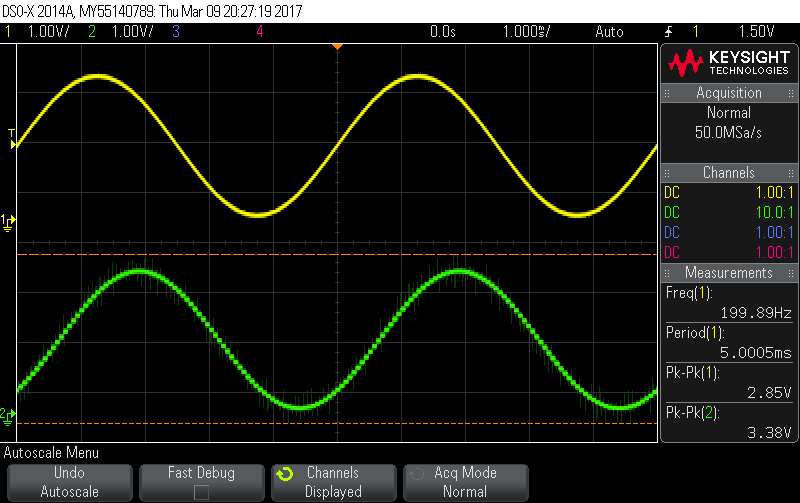 DSO-X 2014A, MY55140789: Thu Mar 09 20:27:19 2017
1 1.00V/ 2 1.00V/ 3 4 0.0s 1.000ms/ Auto 1 1.50V
KEYSIGHT
TECHNOLOGIES
Acquisition
Normal
50.0MSa/s
Channels
DC 1.00:1
DC 10.0:1
DC 1.00:1
DC 1.00:1
Measurements
Freq(1):
199.89Hz
Period(1):
5.0005ms
Pk-Pk(1):
2.85V
Pk-Pk(2):
3.38V
T
1
2
Autoscale Menu
Undo
Autoscale
Fast Debug
Channels
Displayed
Acq Mode
Normal